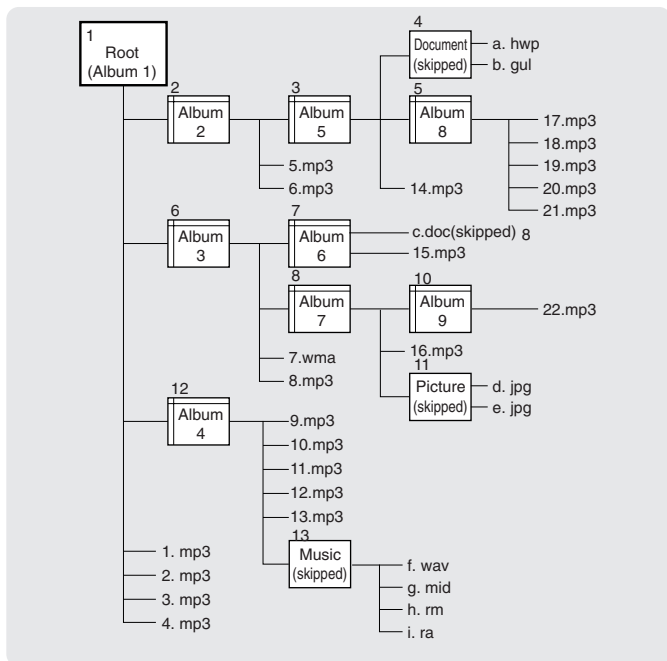 1
Root
(Album 1)
4
Document
(skipped)
a. hwp
b. gul
2
Album
2
3
Album
5
5
Album
8
17.mp3
18.mp3
19.mp3
20.mp3
21.mp3
5.mp3
6.mp3
14.mp3
6
Album
3
7
Album
6
c.doc(skipped) 8
15.mp3
8
Album
7
10
Album
9
22.mp3
7.wma
8.mp3
16.mp3
11
Picture
(skipped)
d. jpg
e. jpg
12
Album
4
9.mp3
10.mp3
11.mp3
12.mp3
13.mp3
13
Music
(skipped)
f. wav
g. mid
h. rm
i. ra
1. mp3
2. mp3
3. mp3
4. mp3